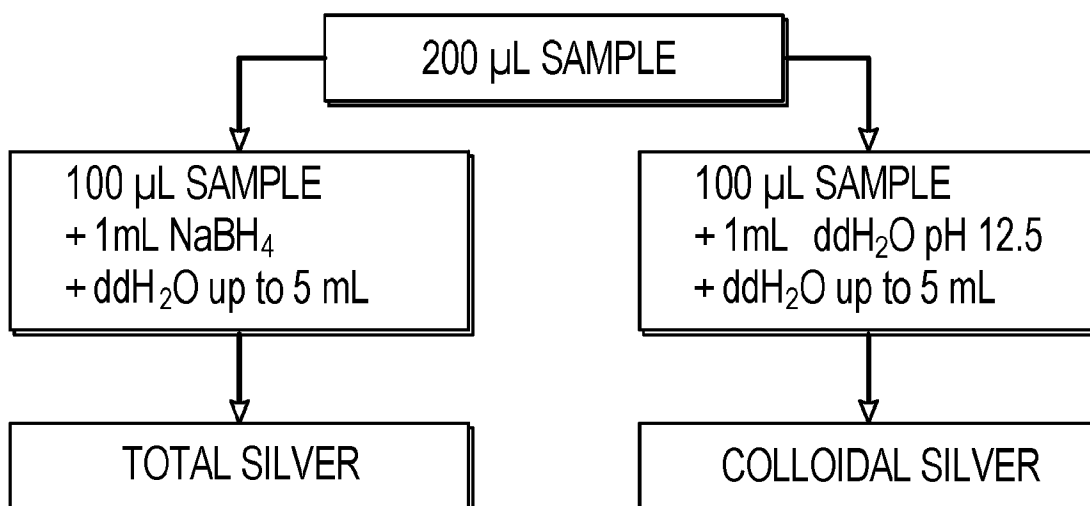 200 µL SAMPLE
100 µL SAMPLE
+ 1mL NaBH₄
+ ddH₂O up to 5 mL
100 µL SAMPLE
+ 1mL ddH₂O pH 12.5
+ ddH₂O up to 5 mL
TOTAL SILVER
COLLOIDAL SILVER